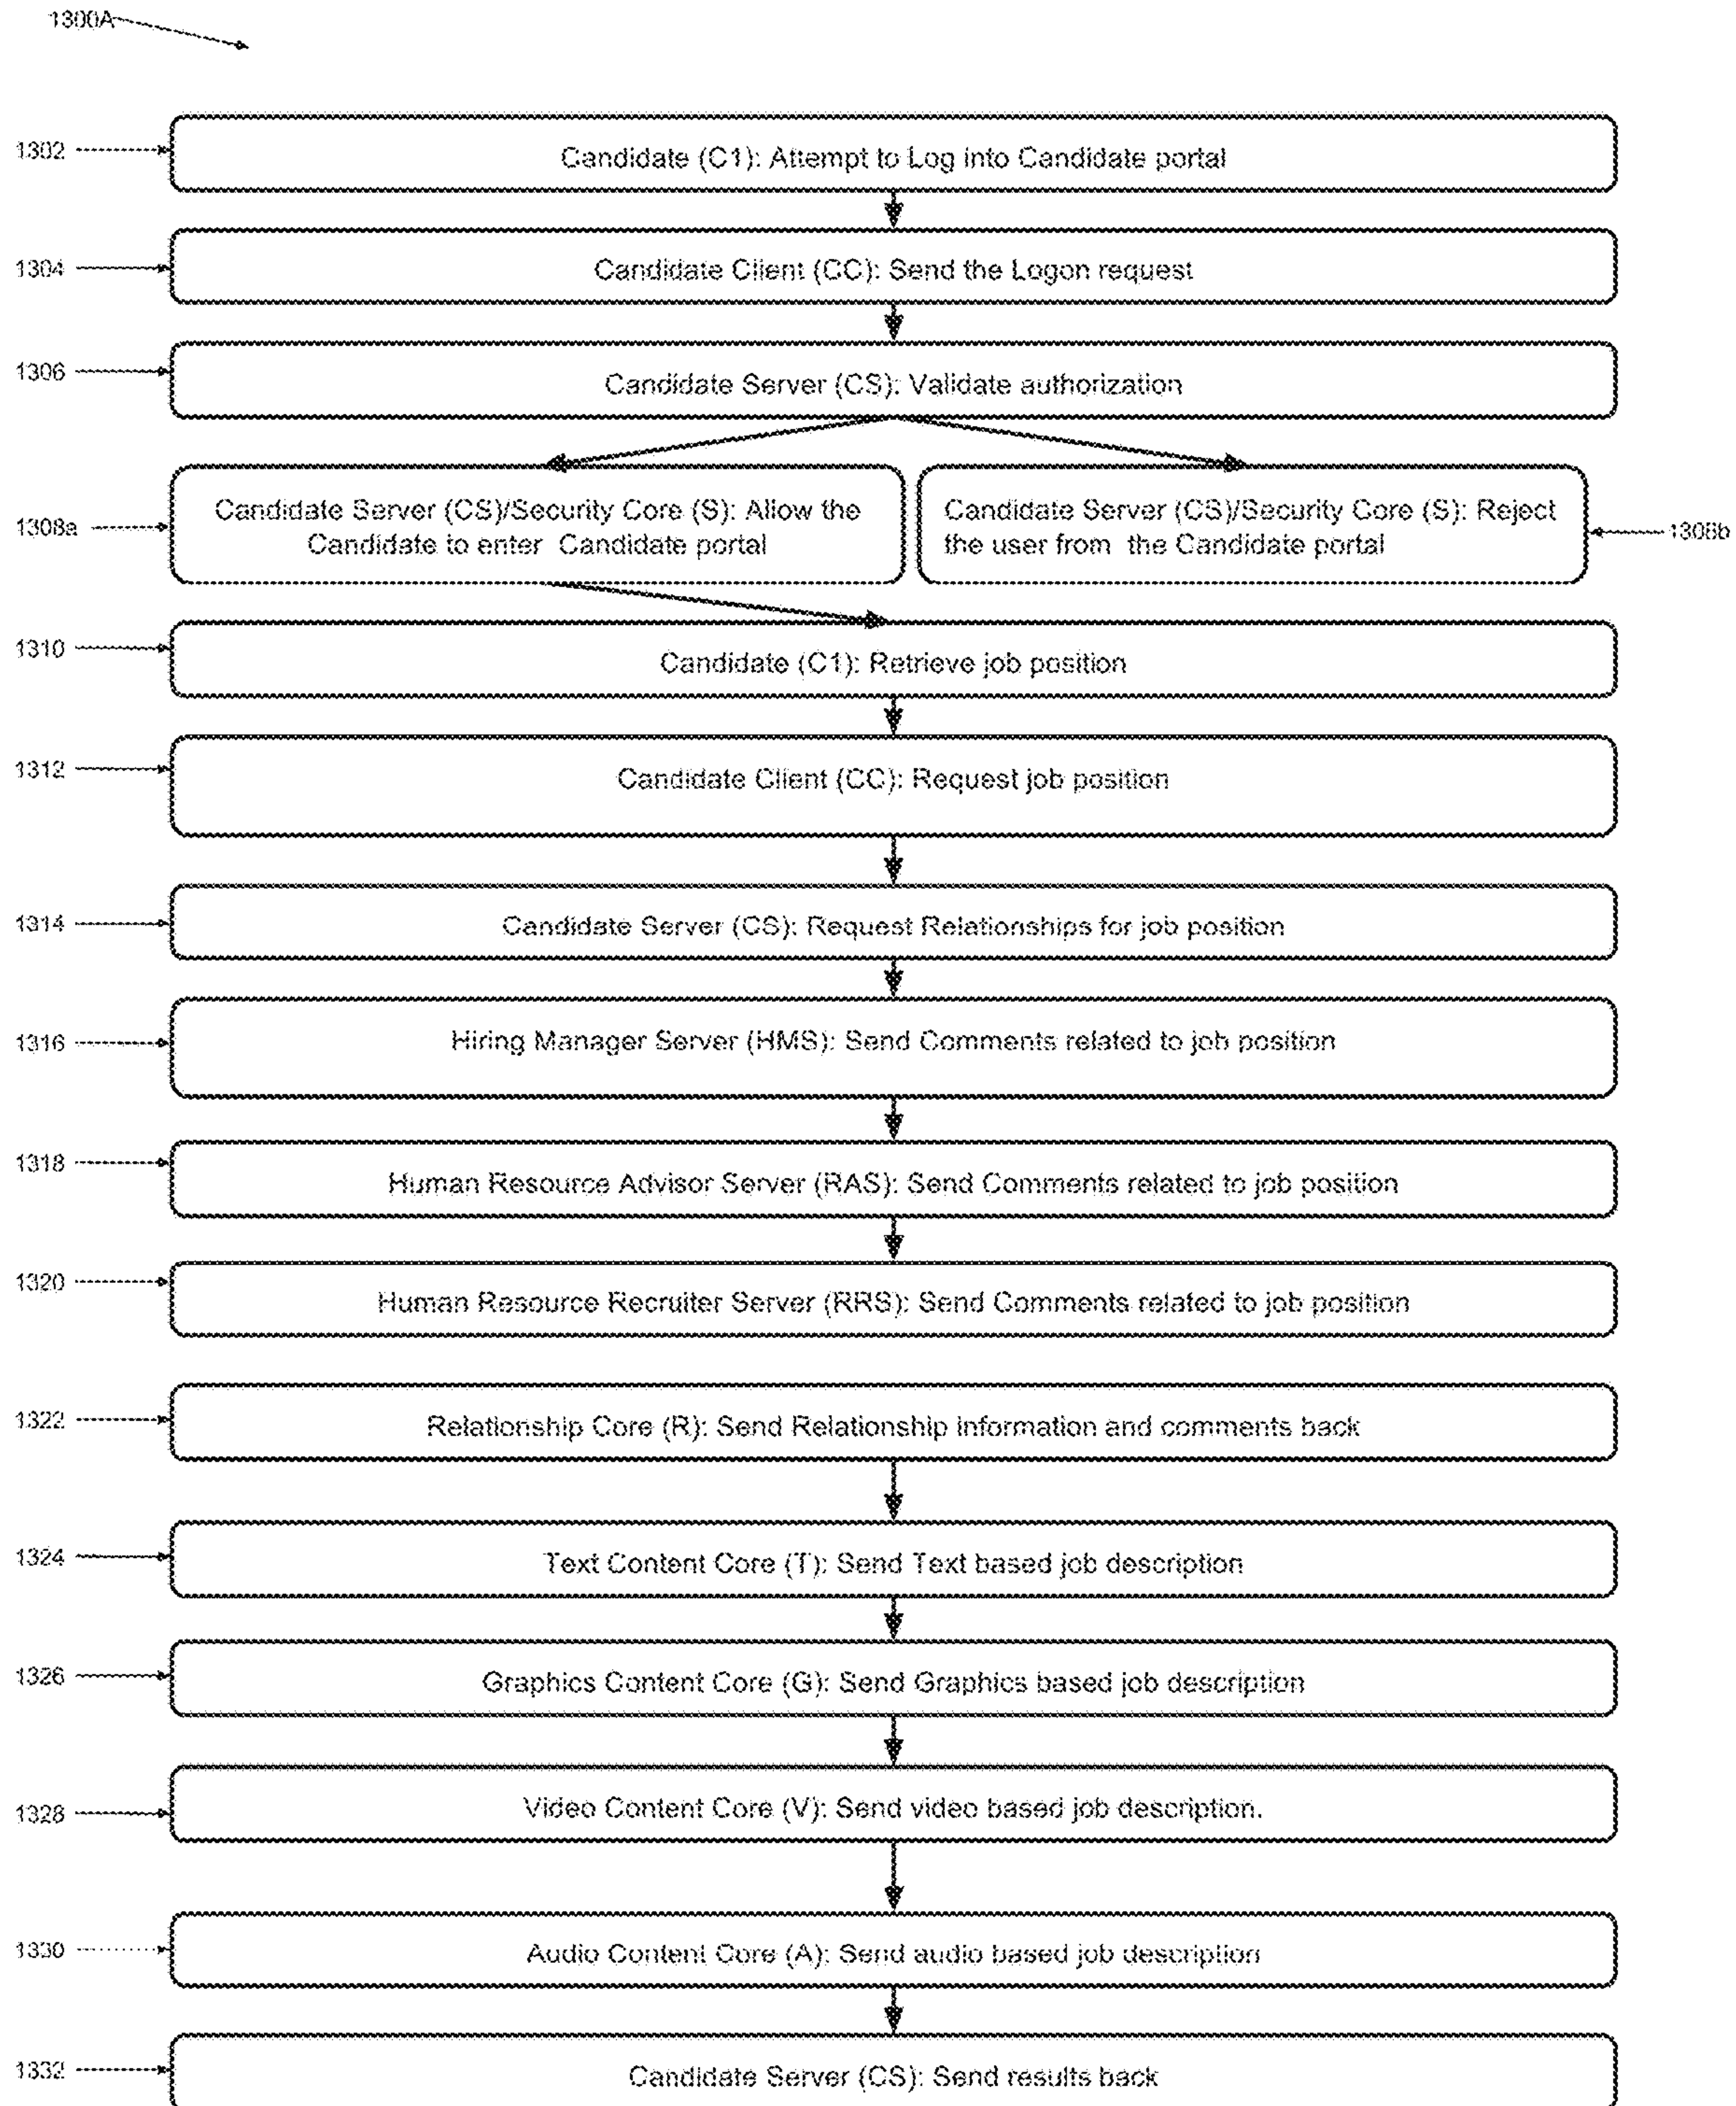 1300A
1302
Candidate (C1): Attempt to Log into Candidate portal
1304
Candidate Client (CC): Send the Logon request
1306
Candidate Server (CS): Validate authorization
1308a
Candidate Server (CS)/Security Core (S): Allow the
Candidate to enter Candidate portal
Candidate Server (CS)/Security Core (S): Reject
the user from the Candidate portal
1308b
1310
Candidate (C1): Retrieve job position
1312
Candidate Client (CC): Request job position
1314
Candidate Server (CS): Request Relationships for job position
1316
Hiring Manager Server (HMS): Send Comments related to job position
1318
Human Resource Advisor Server (RAS): Send Comments related to job position
1320
Human Resource Recruiter Server (RRS): Send Comments related to job position
1322
Relationship Core (R): Send Relationship information and comments back
1324
Text Content Core (T): Send Text based job description
1326
Graphics Content Core (G): Send Graphics based job description
1328
Video Content Core (V): Send video based job description.
1330
Audio Content Core (A): Send audio based job description
1332
Candidate Server (CS): Send results back